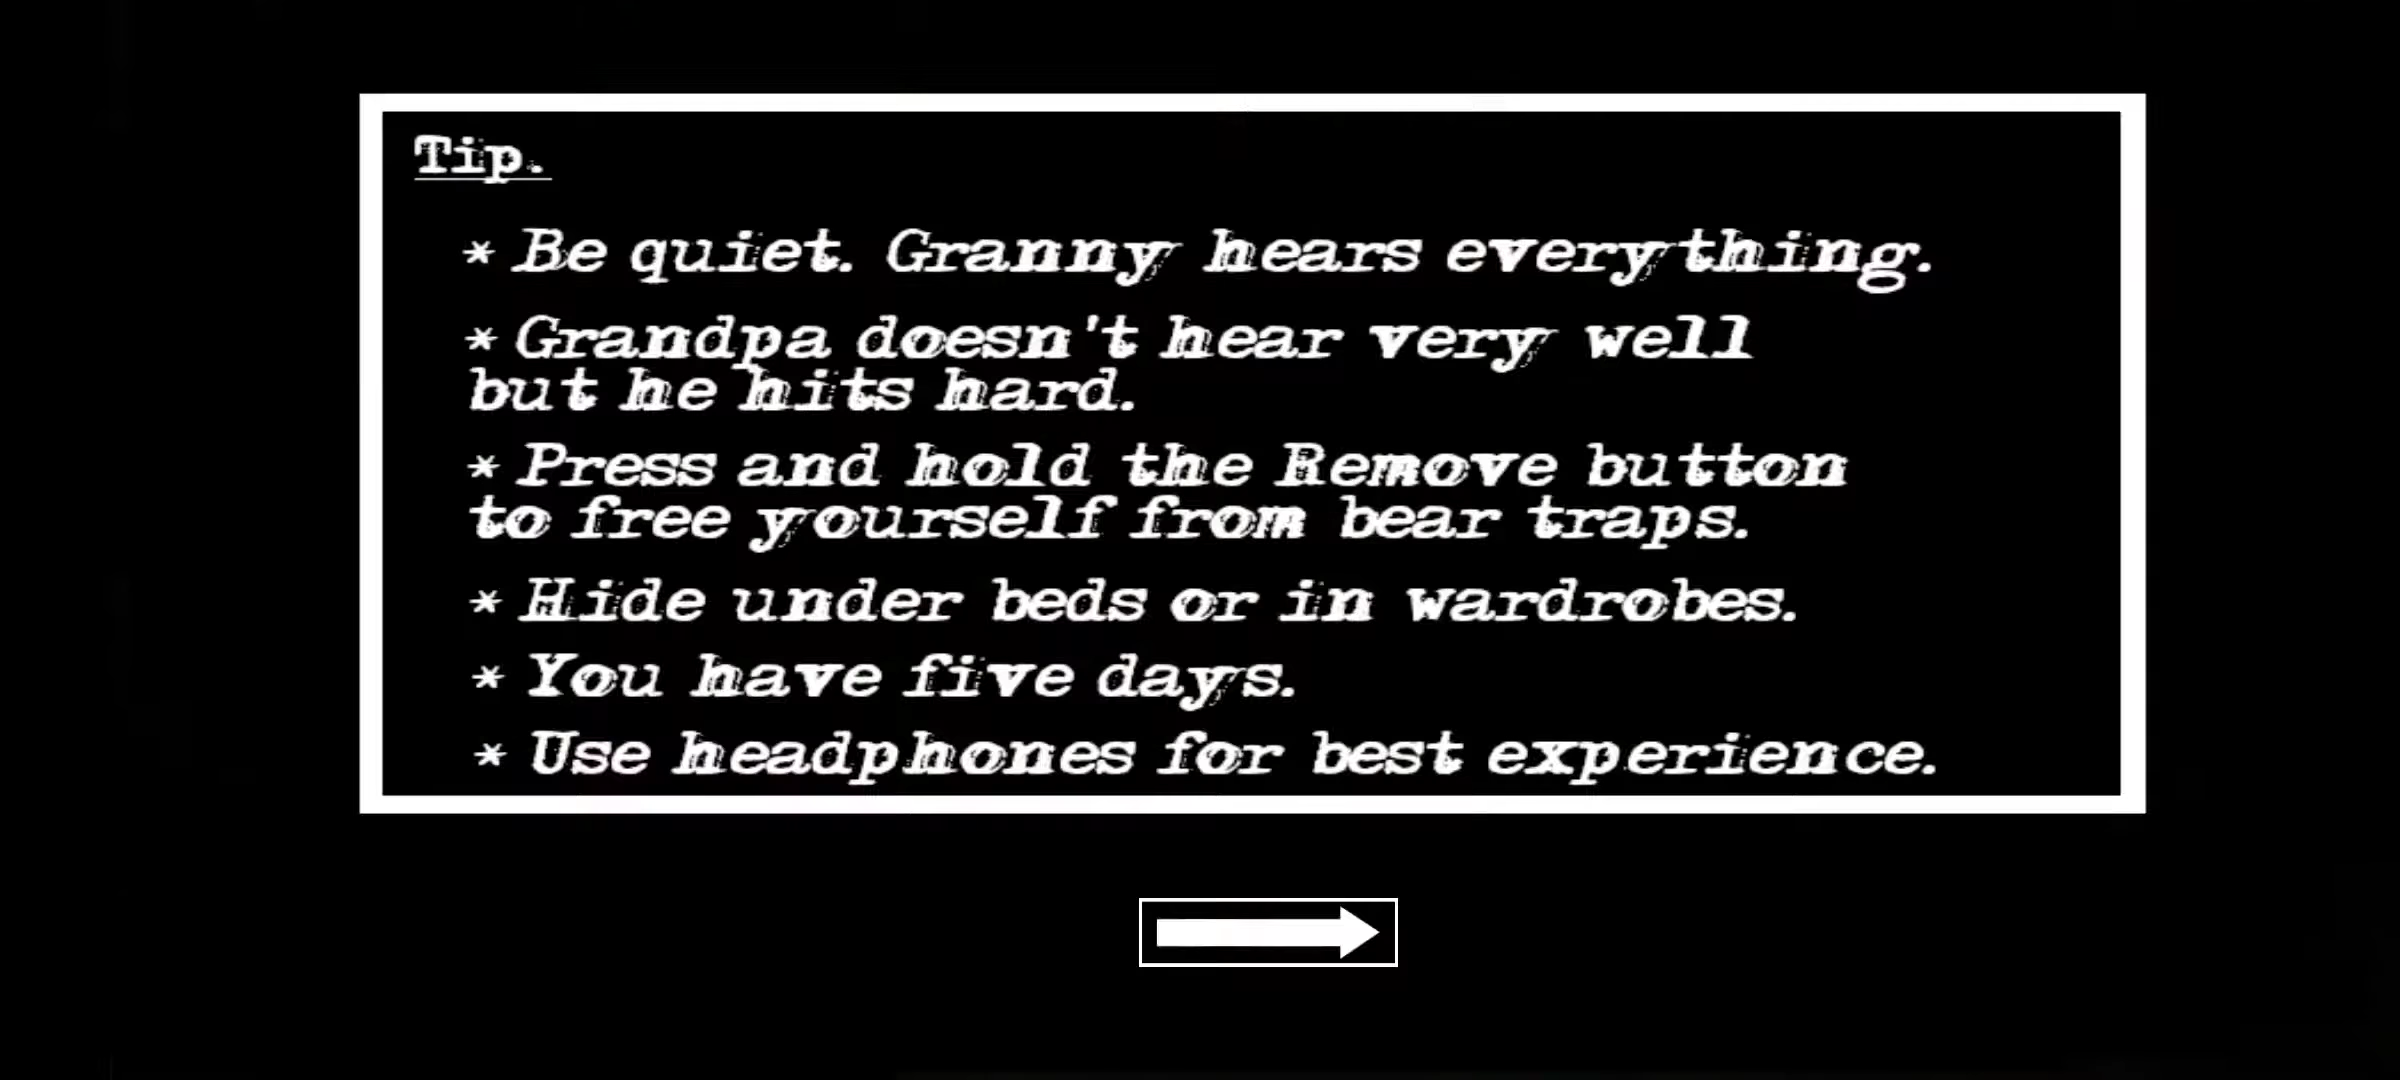 Tip.
* Be quiet. Granny hears everything.
* Grandpa doesn't hear very well
but he hits hard.
* Press and hold the Remove button
to free yourself from bear traps.
* Hide under beds or in wardrobes.
* You have five days.
* Use headphones for best experience.